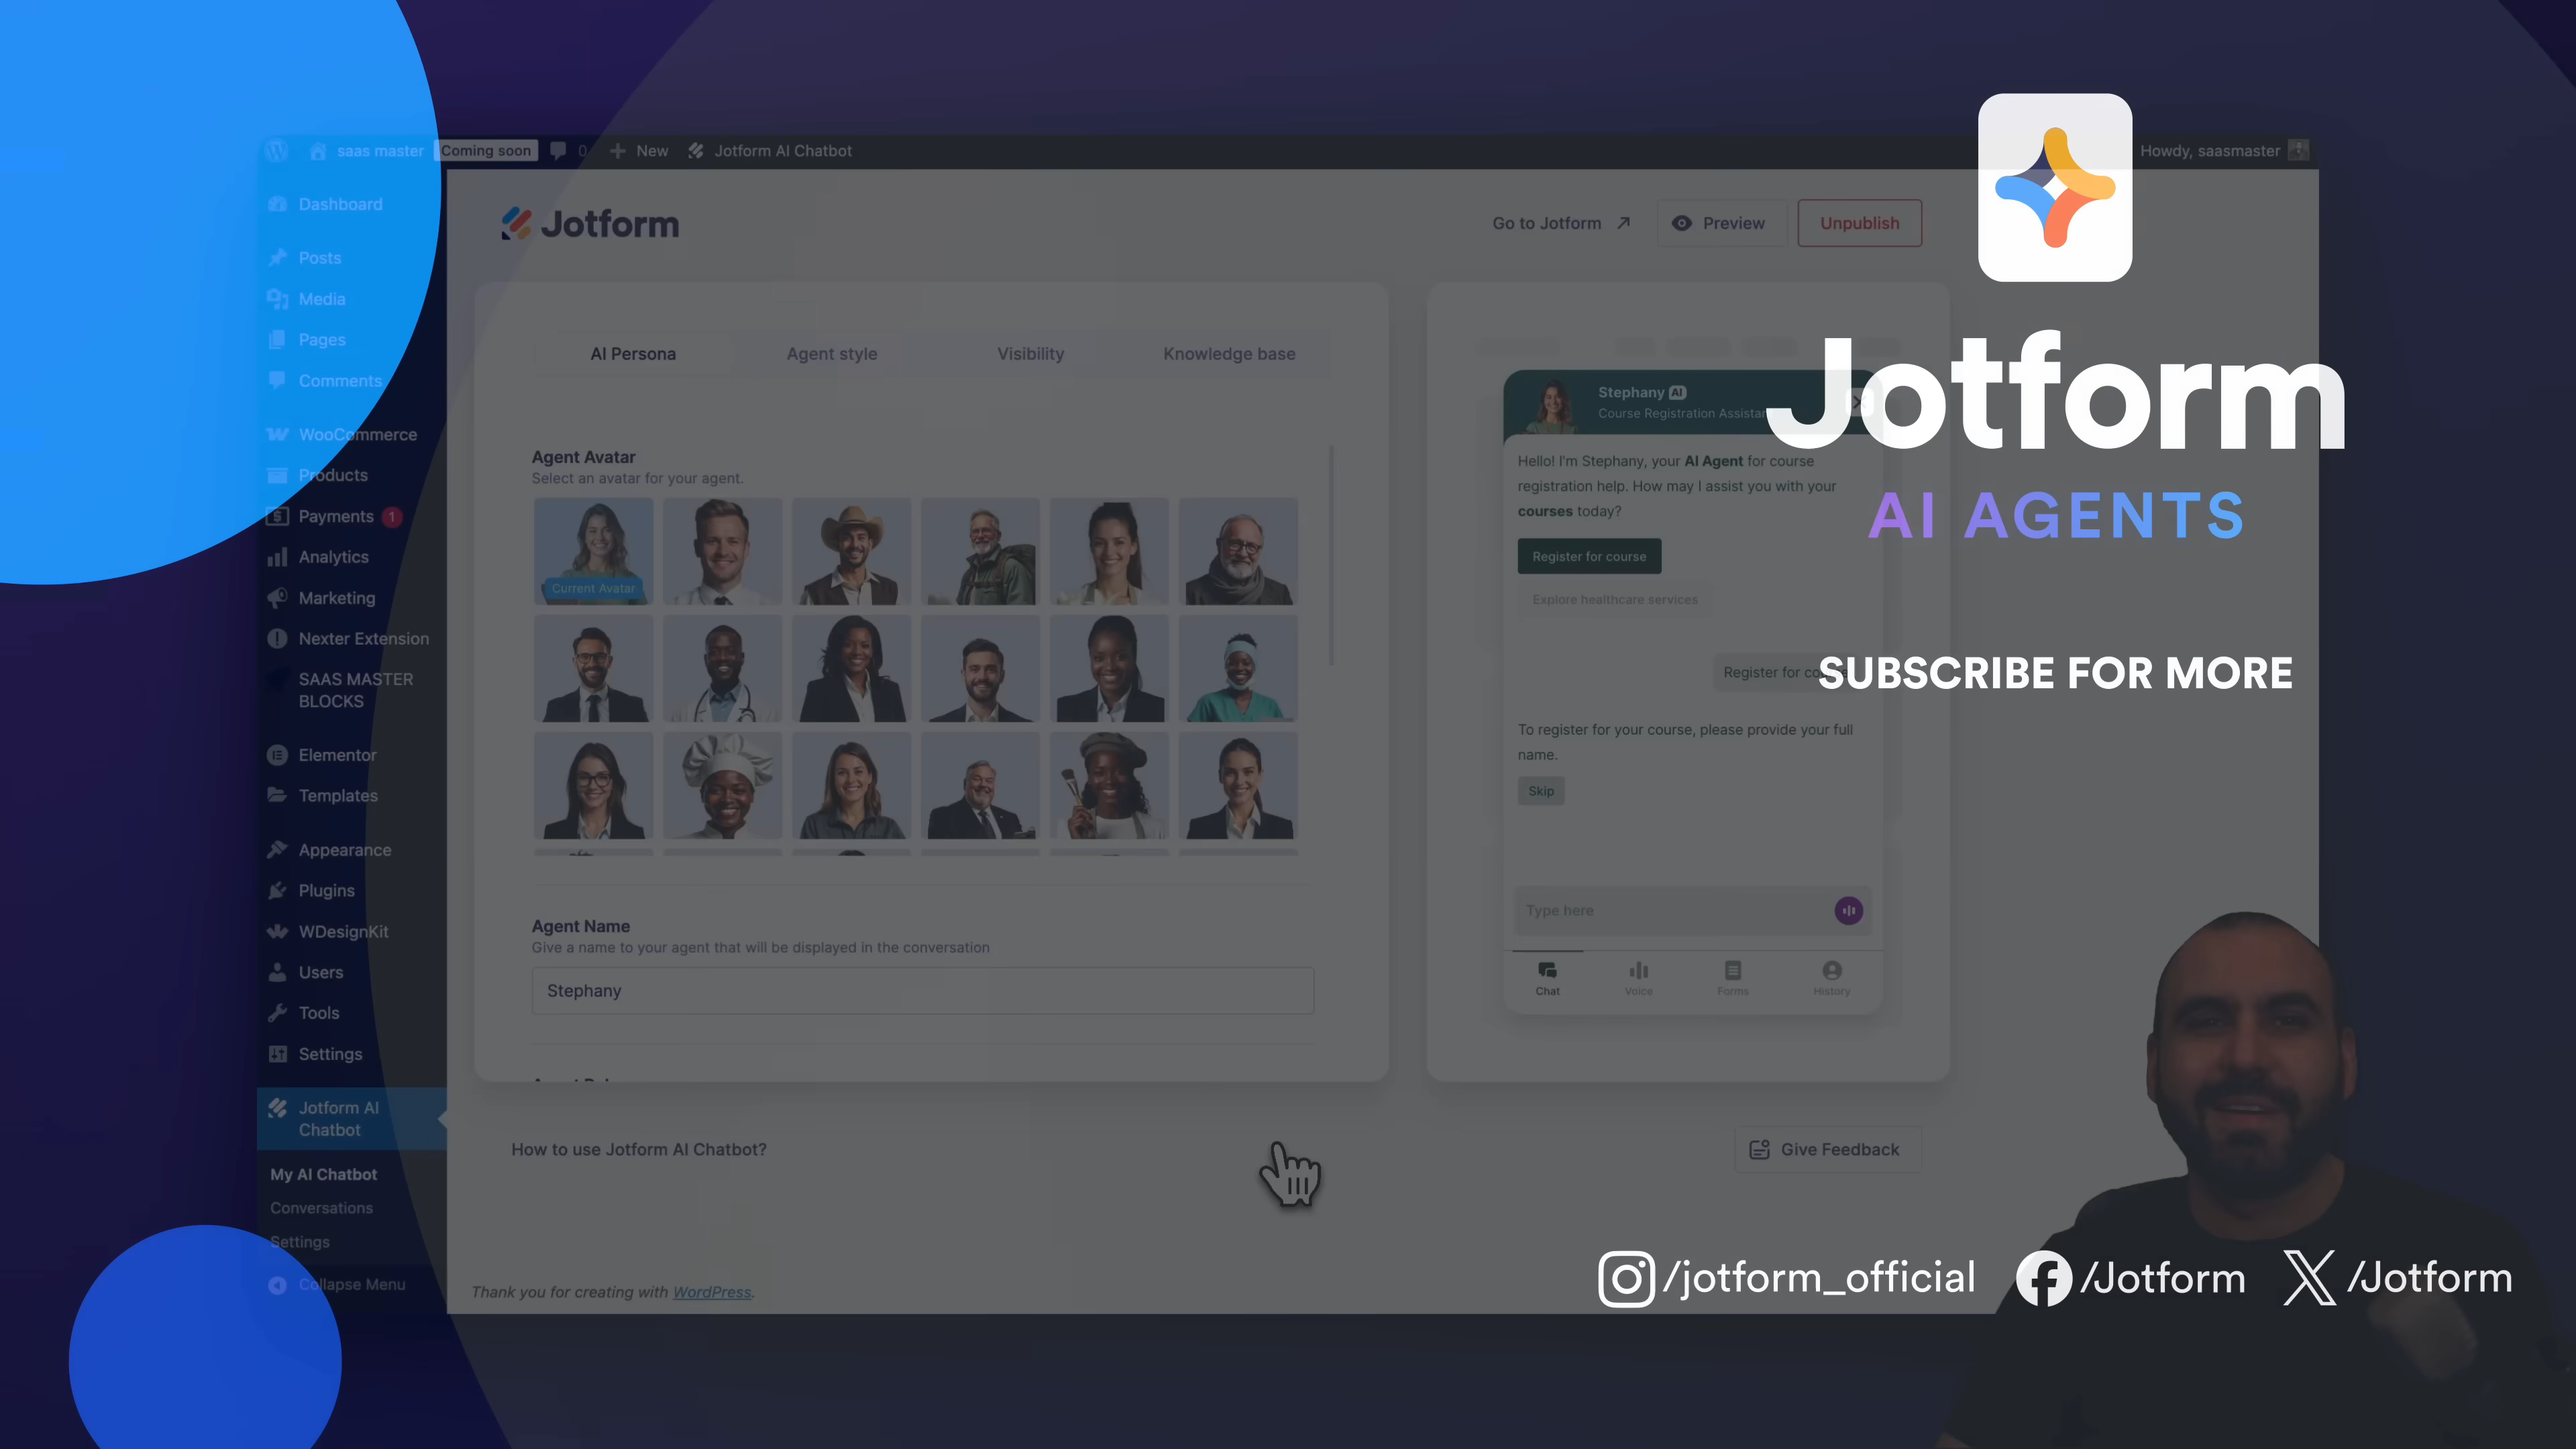 saas master
Coming soon
0
New
Jotform AI Chatbot
Howdy, saasmaster
Dashboard
Posts
Media
Pages
Comments
WooCommerce
Products
Payments 1
Analytics
Marketing
Nexter Extension
SAAS MASTER
BLOCKS
Elementor
Templates
Appearance
Plugins
WDesignKit
Users
Tools
Settings
Jotform AI
Chatbot
My AI Chatbot
Conversations
Settings
Collapse Menu
Jotform
Go to Jotform
Preview
Unpublish
AI Persona
Agent style
Visibility
Knowledge base
Agent Avatar
Select an avatar for your agent.
Current Avatar
Agent Name
Give a name to your agent that will be displayed in the conversation
Stephany
How to use Jotform AI Chatbot?
Give Feedback
Thank you for creating with WordPress.
Stephany AI
Course Registration
Hello! I'm Stephany, your AI Agent for course
registration help. How may I assist you with your
courses today?
Register for course
Explore healthcare services
Register for
To register for your course, please provide your full
name.
Skip
Type here
Chat
Voice
Forms
History
Jotform
AI AGENTS
SUBSCRIBE FOR MORE
/jotform_official
/Jotform
/Jotform